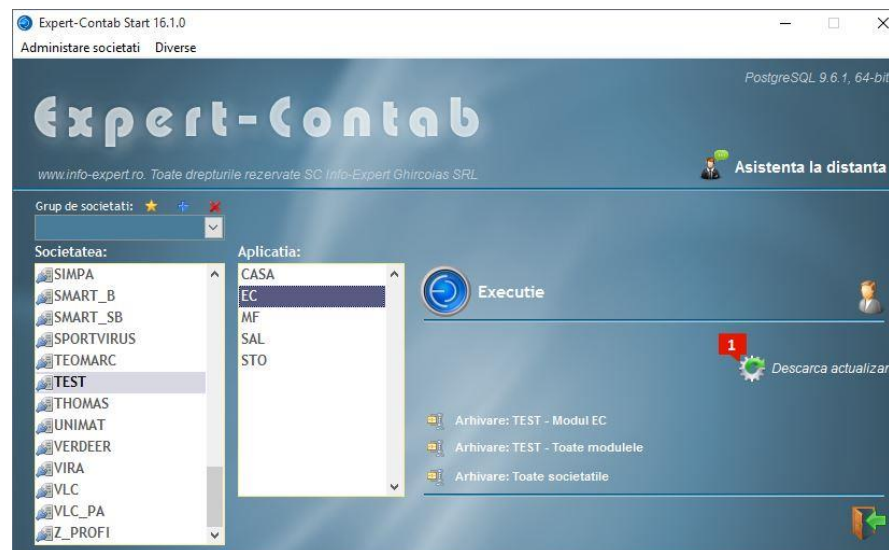 Expert-Contab Start 16.1.0
Administare societati Diverse
PostgreSQL 9.6.1, 64-bit
Expert-Contab
www.info-expert.ro. Toate drepturile rezervate SC Info-Expert Ghircoias SRL
Asistenta la distanta
Grup de societati:
Societatea:
SIMPA
SMART_B
SMART_SB
SPORTVIRUS
TEOMARC
TEST
THOMAS
UNIMAT
VERDEER
VIRA
VLC
VLC_PA
Z_PROFI
Aplicatia:
CASA
EC
MF
SAL
STO
Executie
1
Descarca actualizar
Arhivare: TEST - Modul EC
Arhivare: TEST - Toate modulele
Arhivare: Toate societatile